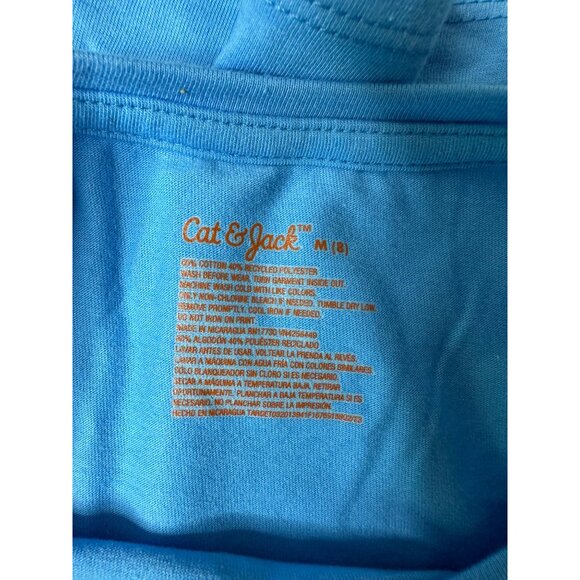 Cat & Jack™ M (8)
60% COTTON 40% RECYCLED POLYESTER
WASH BEFORE WEAR. TURN GARMENT INSIDE OUT.
MACHINE WASH COLD WITH LIKE COLORS.
ONLY NON-CHLORINE BLEACH IF NEEDED. TUMBLE DRY LOW.
REMOVE PROMPTLY. COOL IRON IF NEEDED.
DO NOT IRON ON PRINT.
MADE IN NICARAGUA RN17730
60% ALGODÓN 40% POLIÉSTER RECICLADO
LAVAR ANTES DE USAR. VOLTEAR LA PRENDA AL REVÉS.
LAVAR A MÁQUINA CON AGUA FRÍA CON COLORES SIMILARES.
SÓLO BLANQUEADOR SIN CLORO SI ES NECESARIO.
SECAR A MÁQUINA A TEMPERATURA BAJA. RETIRAR
OPORTUNAMENTE. PLANCHAR A BAJA TEMPERATURA SI ES
NECESARIO. NO PLANCHAR SOBRE LA IMPRESIÓN.
HECHO EN NICARAGUA